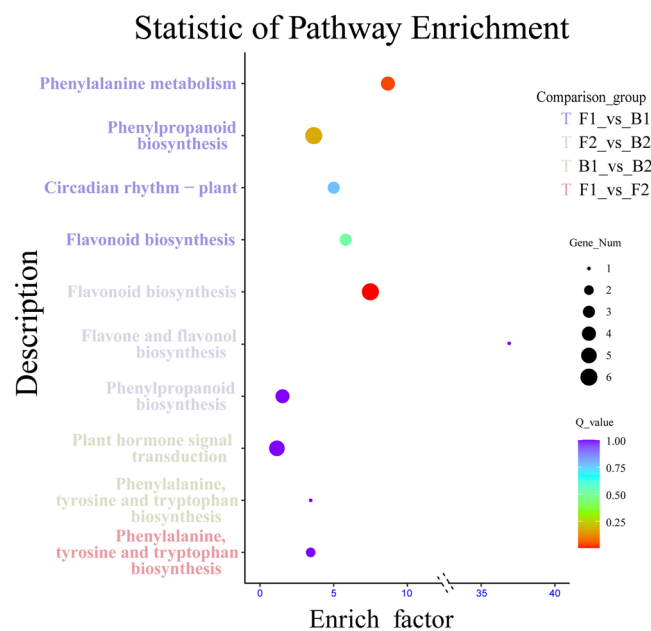 Statistic of Pathway Enrichment
Phenylalanine metabolism
Phenylpropanoid
biosynthesis
Circadian rhythm − plant
Flavonoid biosynthesis
Flavonoid biosynthesis
Flavone and flavonol
biosynthesis
Phenylpropanoid
biosynthesis
Plant hormone signal
transduction
Phenylalanine,
tyrosine and tryptophan
biosynthesis
Phenylalanine,
tyrosine and tryptophan
biosynthesis
Description
0 5 10 35 40
Enrich factor
Comparison_group
T F1_vs_B1
T F2_vs_B2
T B1_vs_B2
T F1_vs_F2
Gene_Num
1
2
3
4
5
6
Q_value
1.00
0.75
0.50
0.25